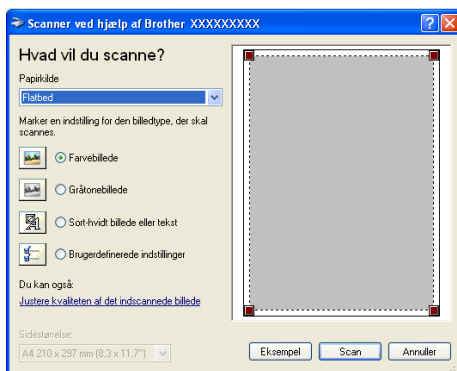 Scanner ved hjælp af Brother XXXXXXXXX
Hvad vil du scanne?
Papirkilde
Flatbed
Marker en indstilling for den billedtype, der skal
scannes.
Farvebillede
Gråtonebillede
Sort-hvidt billede eller tekst
Brugerdefinerede indstillinger
Du kan også:
Justere kvaliteten af det indscannede billede
Sidestørrelse:
A4 210 x 297 mm (8,3 x 11,7")
Eksempel
Scan
Annuller